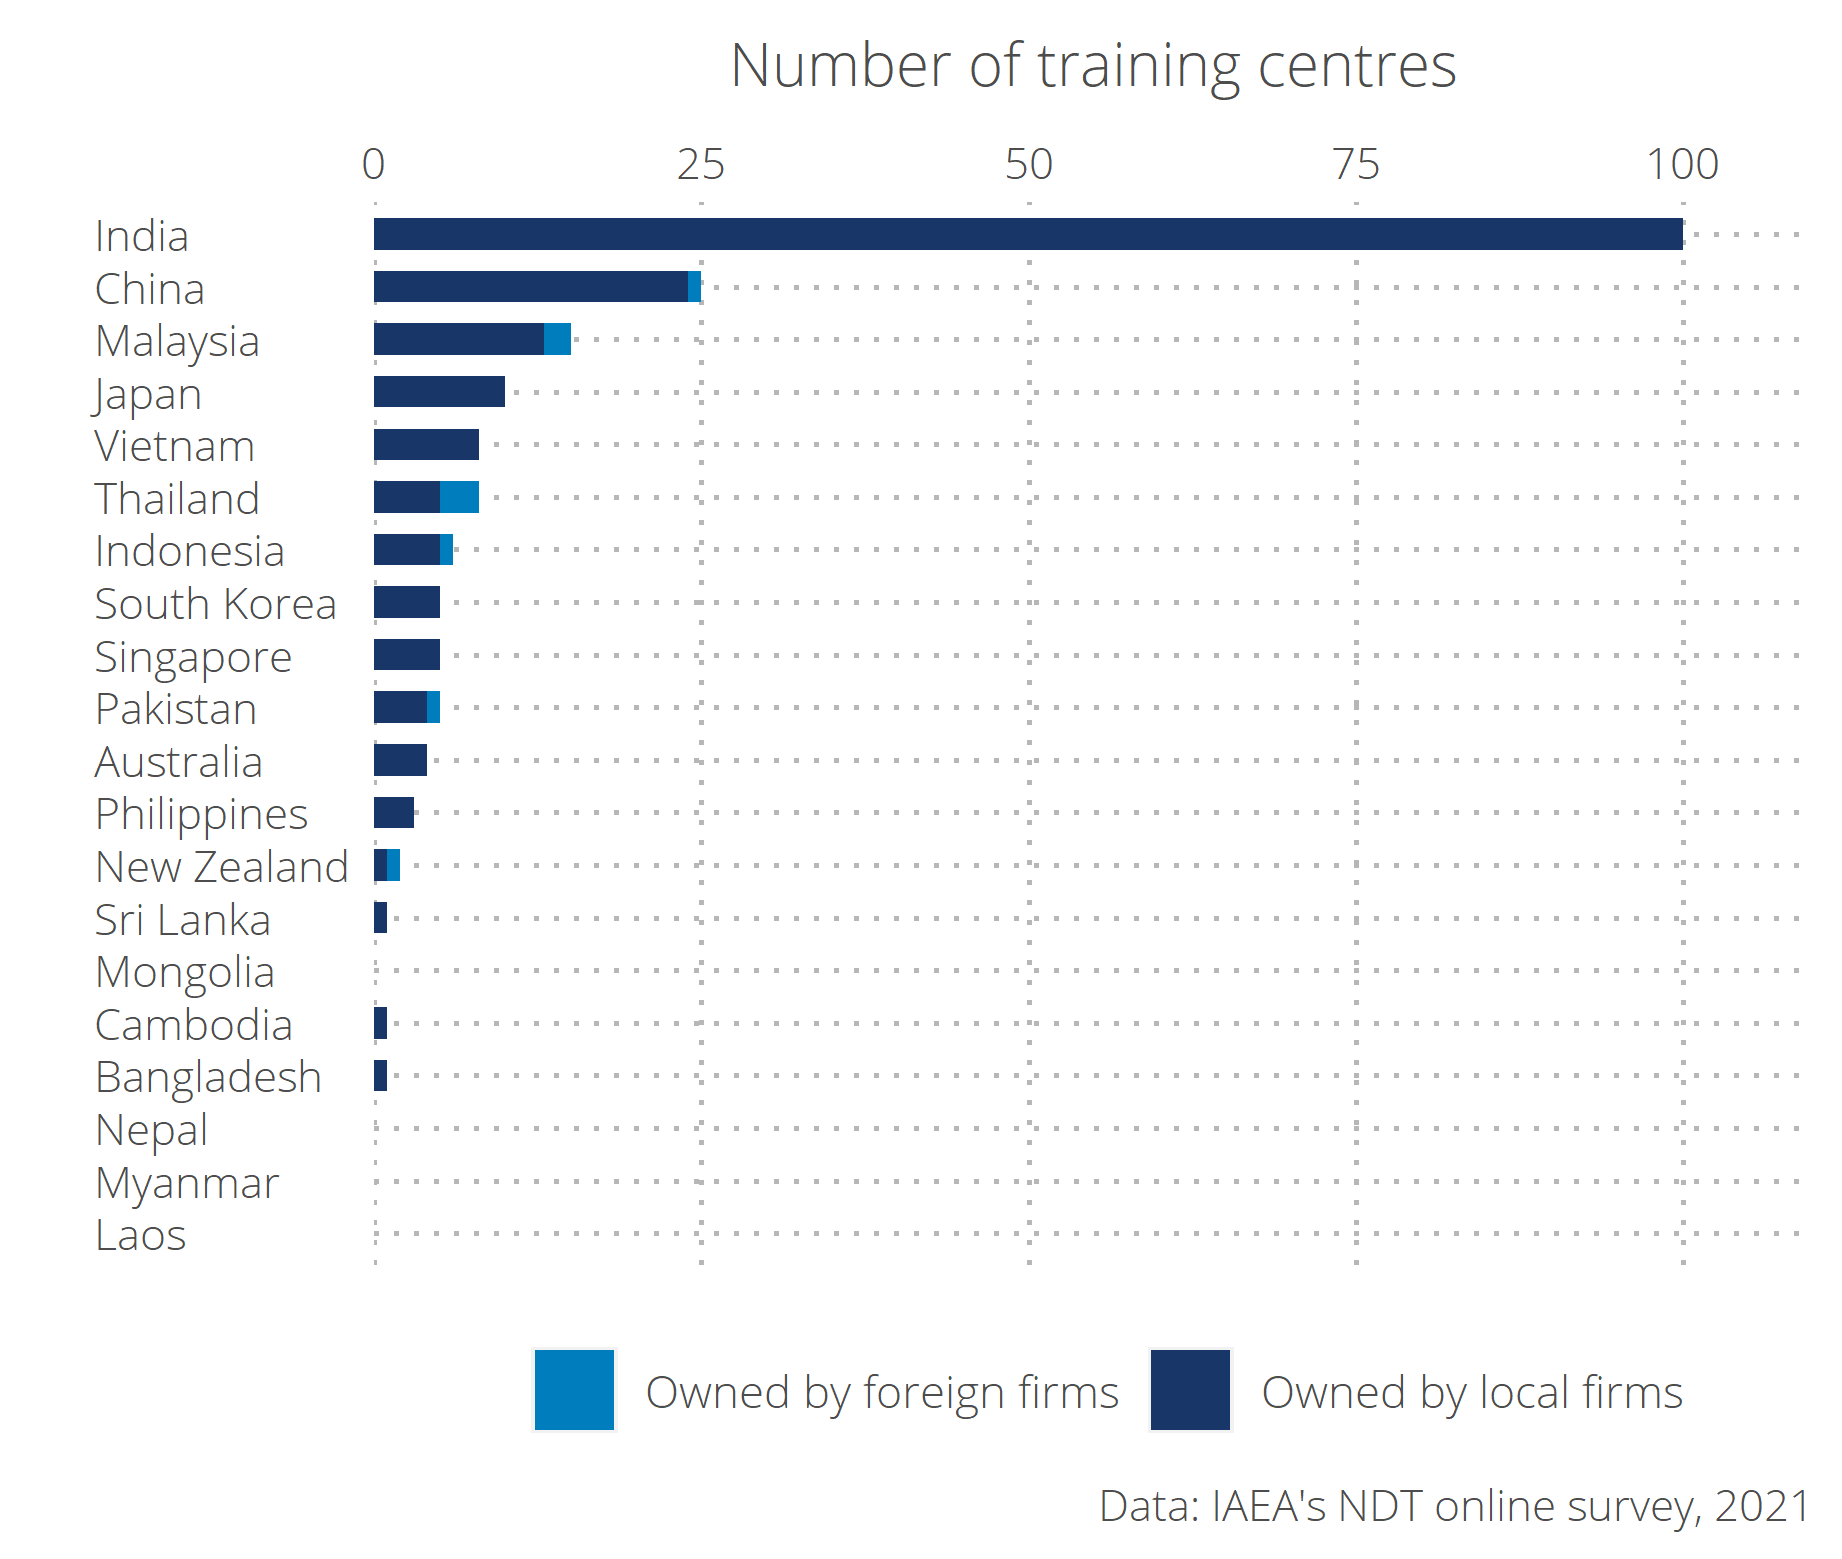 Number of training centres
0 25 50 75 100
India
China
Malaysia
Japan
Vietnam
Thailand
Indonesia
South Korea
Singapore
Pakistan
Australia
Philippines
New Zealand
Sri Lanka
Mongolia
Cambodia
Bangladesh
Nepal
Myanmar
Laos
Owned by foreign firms Owned by local firms
Data: IAEA's NDT online survey, 2021